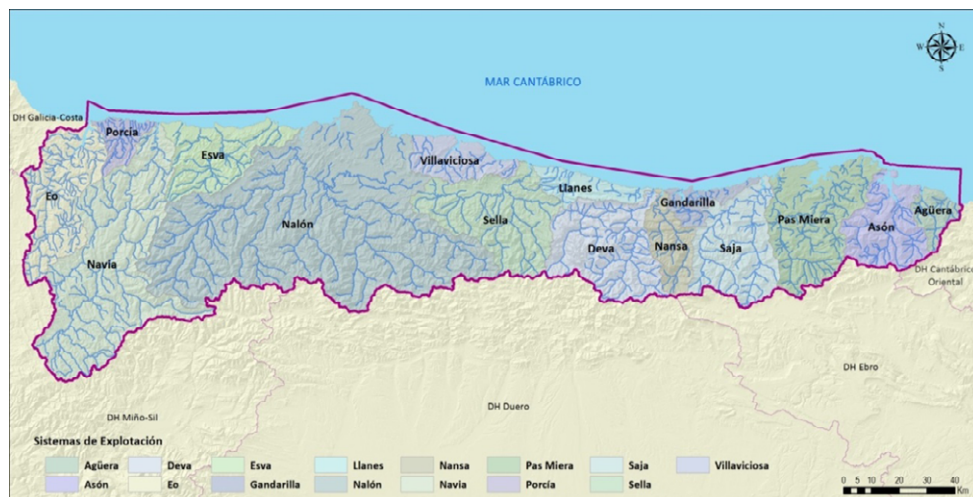 N
W E
S
MAR CANTÁBRICO
DH Galicia-Costa
Porcía
Esva
Villaviciosa
Eo
Llanes
Gandarilla
Pas Miera
Agüera
Nalón
Sella
Asón
Navia
Deva
Nansa
Saja
DH Cantábrico
Oriental
DH Ebro
DH Miño-Sil
DH Duero
Sistemas de Explotación
Agüera Deva Esva Llanes Nansa Pas Miera Saja Villaviciosa
Asón Eo Gandarilla Nalón Navia Porcía Sella
0 5 10 20 30 40
Km